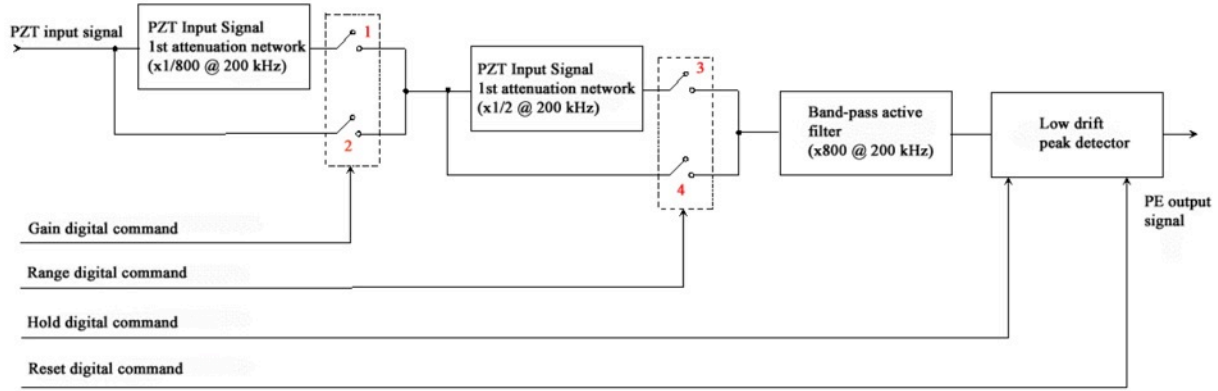 PZT input signal
PZT Input Signal
1st attenuation network
(x1/800 @ 200 kHz)
1
2
PZT Input Signal
1st attenuation network
(x1/2 @ 200 kHz)
3
4
Band-pass active
filter
(x800 @ 200 kHz)
Low drift
peak detector
PE output
signal
Gain digital command
Range digital command
Hold digital command
Reset digital command